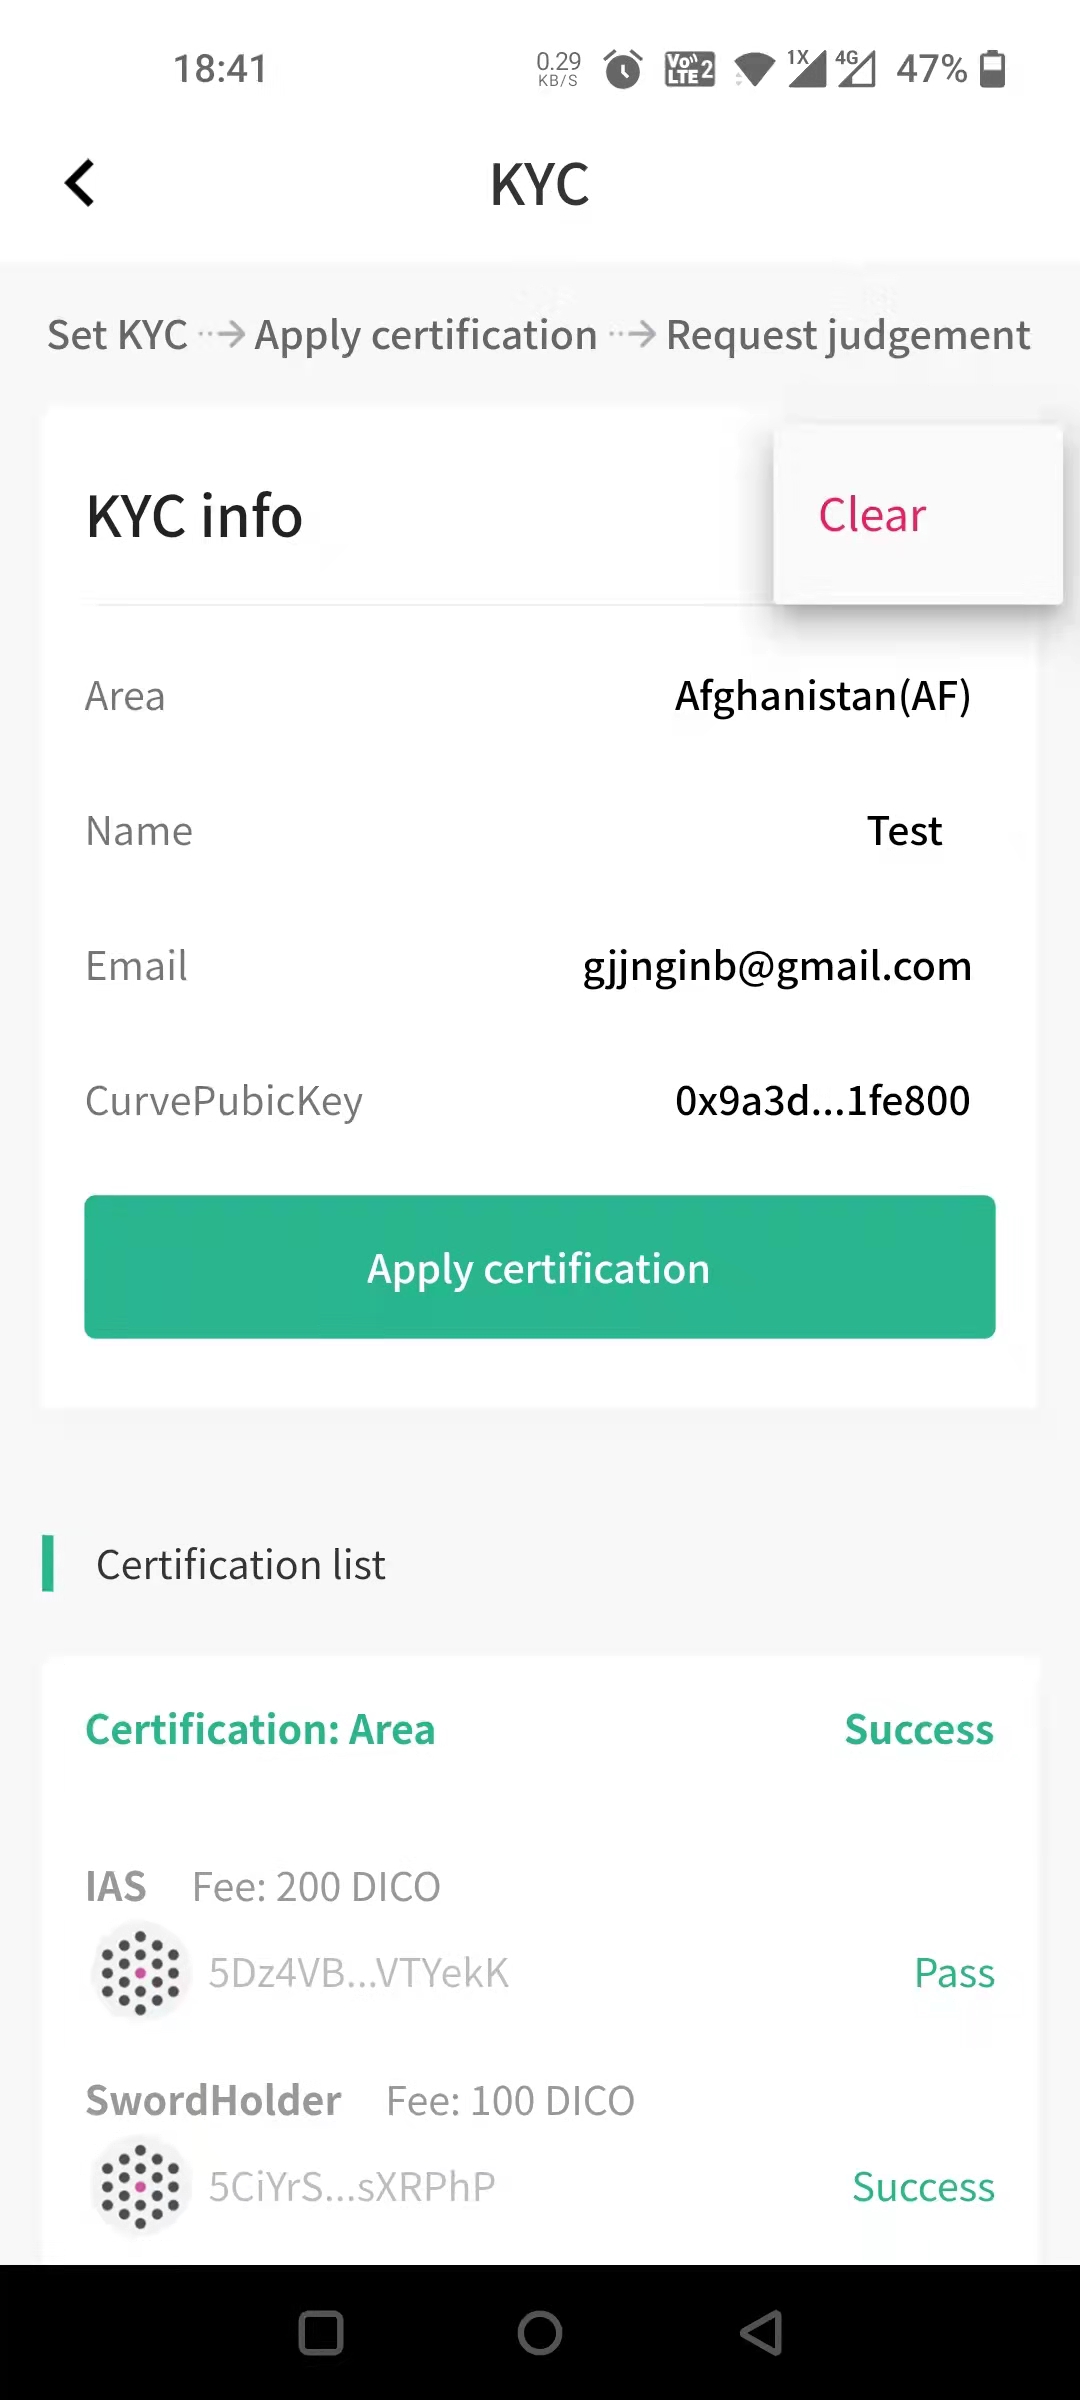 18:41 0.29 KB/S Vo)) LTE 2 1X 4G 47%
KYC
Set KYC Apply certification Request judgement
KYC info Clear
Area Afghanistan(AF)
Name Test
Email gjjnginb@gmail.com
CurvePubicKey 0x9a3d...1fe800
Apply certification
Certification list
Certification: Area Success
IAS Fee: 200 DICO
5Dz4VB...VTYekK Pass
SwordHolder Fee: 100 DICO
5CiYrS...sXRPhP Success